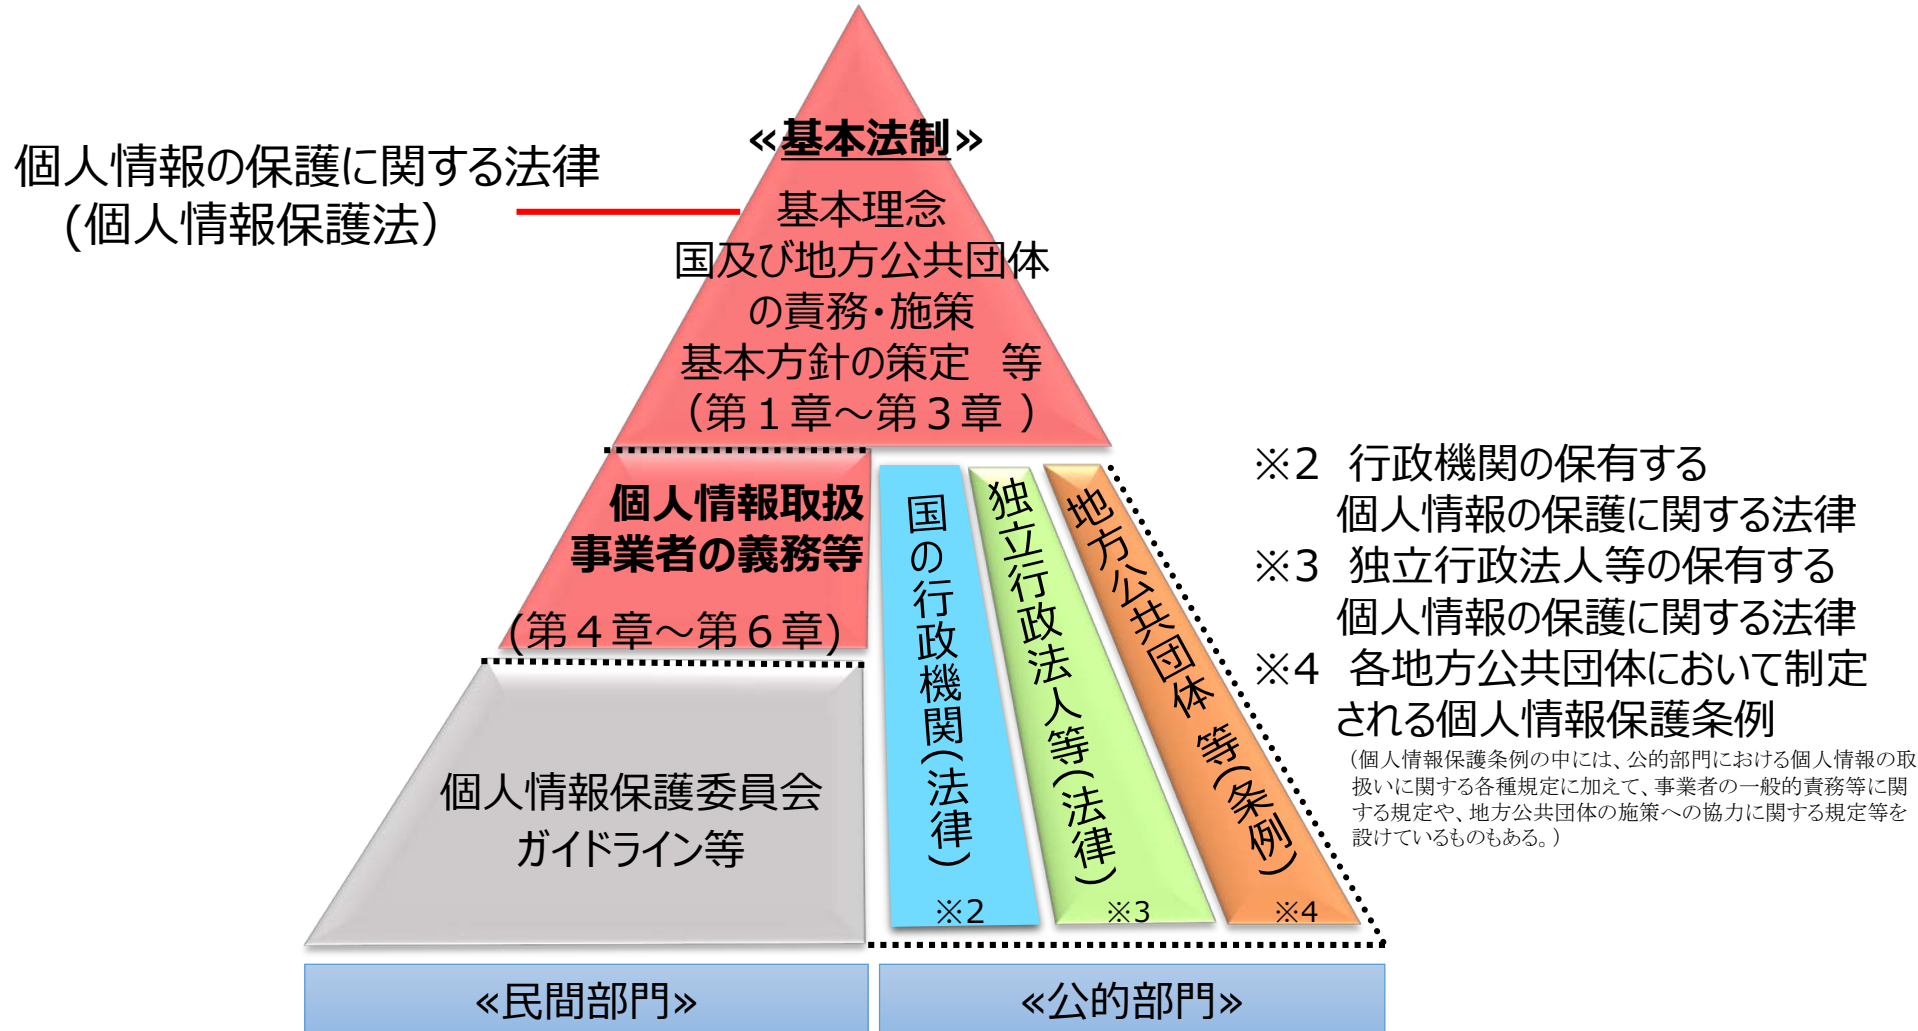 «基本法制»
個人情報の保護に関する法律
(個人情報保護法）
基本理念
国及び地方公共団体
の責務・施策
基本方針の策定　等
（第１章～第３章 ）
個人情報取扱
事業者の義務等
(第４章～第６章)
個人情報保護委員会
ガイドライン等
国の行政機関(法律)
※2
独立行政法人等(法律)
※3
地方公共団体 等(条例)
※4
※2　行政機関の保有する
個人情報の保護に関する法律
※3　独立行政法人等の保有する
個人情報の保護に関する法律
※4　各地方公共団体において制定
される個人情報保護条例
（個人情報保護条例の中には、公的部門における個人情報の取
扱いに関する各種規定に加えて、事業者の一般的責務等に関
する規定や、地方公共団体の施策への協力に関する規定等を
設けているものもある。）
«民間部門»
«公的部門»